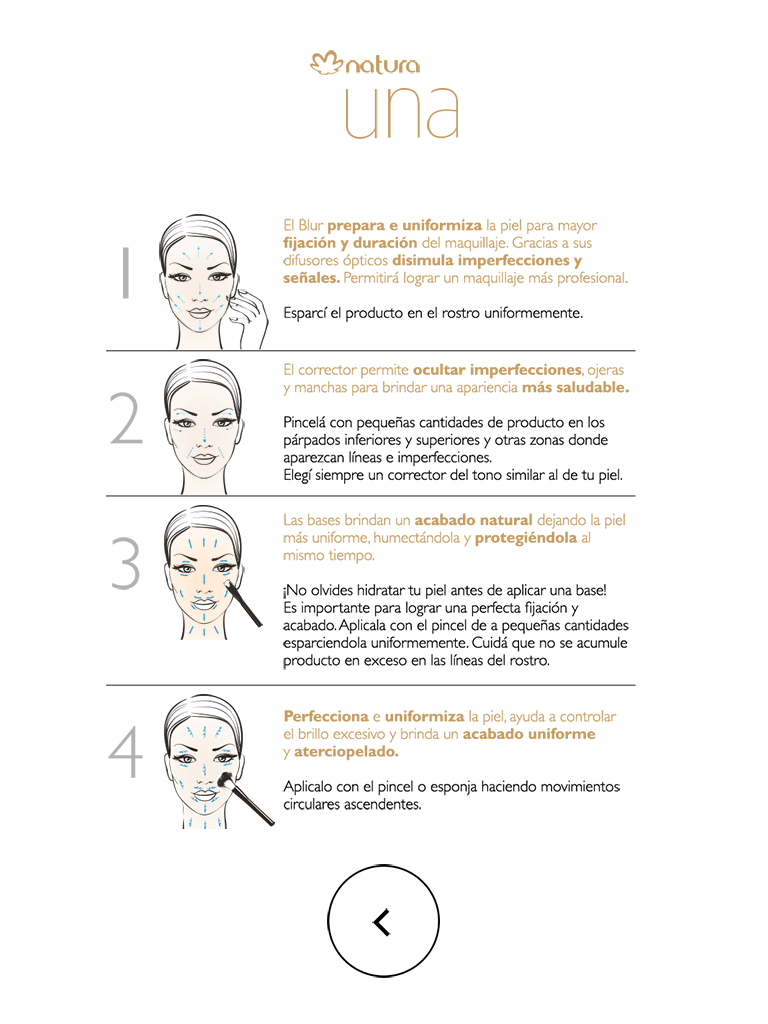 natura
una
1
El Blur prepara e uniformiza la piel para mayor
fijación y duración del maquillaje. Gracias a sus
difusores ópticos disimula imperfecciones y
señales. Permitirá lograr un maquillaje más profesional.
Esparcí el producto en el rostro uniformemente.
2
El corrector permite ocultar imperfecciones, ojeras
y manchas para brindar una apariencia más saludable.
Pincelá con pequeñas cantidades de producto en los
párpados inferiores y superiores y otras zonas donde
aparezcan líneas e imperfecciones.
Elegí siempre un corrector del tono similar al de tu piel.
3
Las bases brindan un acabado natural dejando la piel
más uniforme, humectándola y protegiéndola al
mismo tiempo.
¡No olvides hidratar tu piel antes de aplicar una base!
Es importante para lograr una perfecta fijación y
acabado. Aplicala con el pincel de a pequeñas cantidades
esparciendola uniformemente. Cuidá que no se acumule
producto en exceso en las líneas del rostro.
4
Perfecciona e uniformiza la piel, ayuda a controlar
el brillo excesivo y brinda un acabado uniforme
y aterciopelado.
Aplicalo con el pincel o esponja haciendo movimientos
circulares ascendentes.